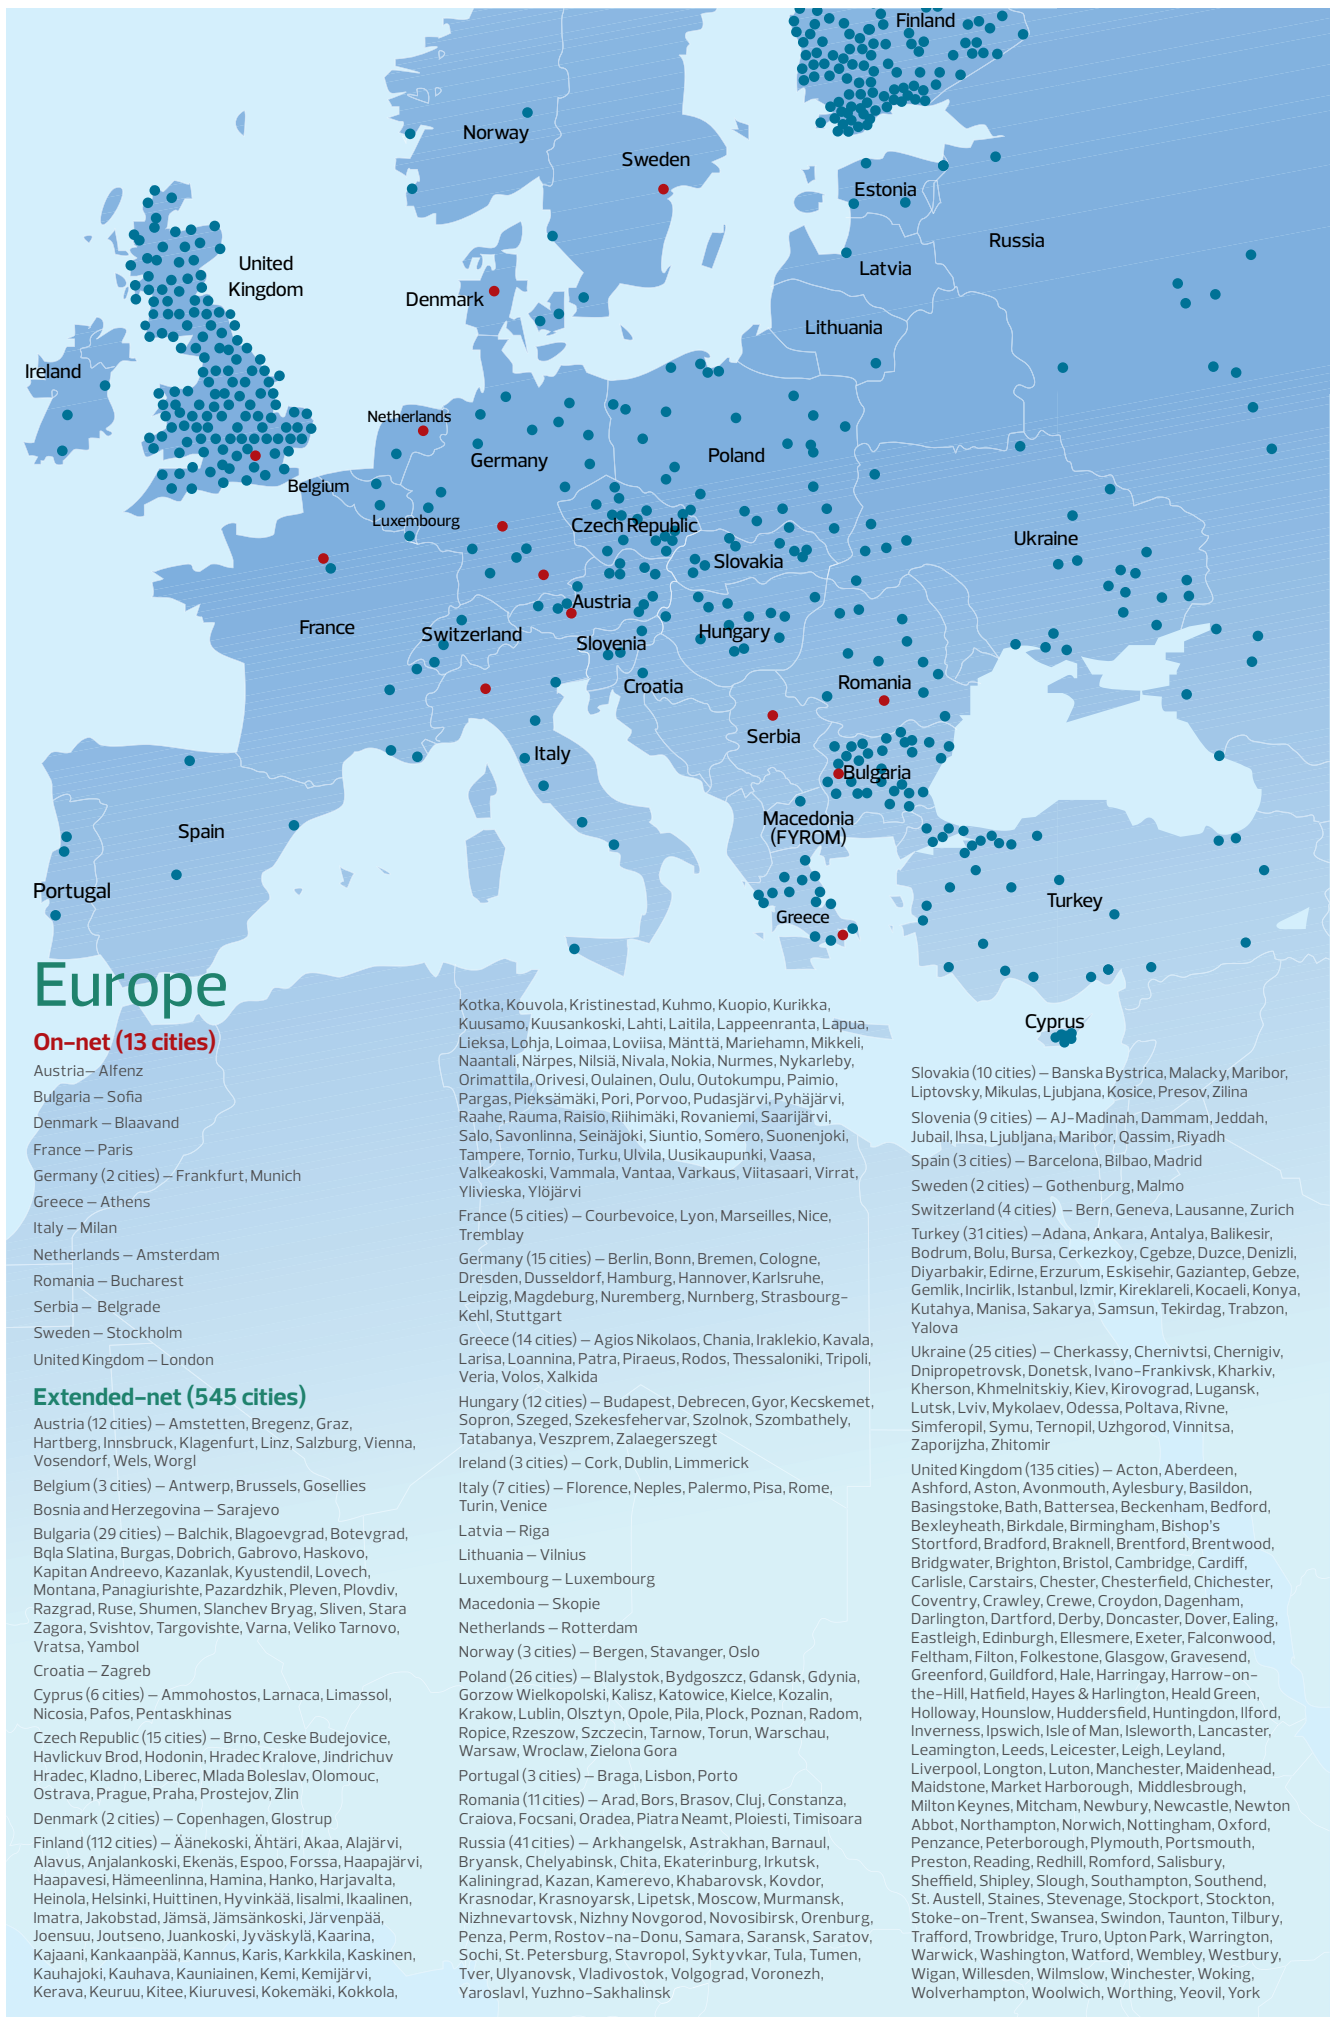 Finland
Norway
Sweden
Estonia
Russia
United
Kingdom
Latvia
Denmark
Lithuania
Ireland
Netherlands
Germany
Poland
Belgium
Luxembourg
Czech Republic
Ukraine
Slovakia
Austria
France
Switzerland
Hungary
Slovenia
Croatia
Romania
Serbia
Italy
Bulgaria
Macedonia
(FYROM)
Spain
Portugal
Turkey
Greece
Cyprus
Europe
On-net (13 cities)
Austria– Alfenz
Bulgaria – Sofia
Denmark – Blaavand
France – Paris
Germany (2 cities) – Frankfurt, Munich
Greece – Athens
Italy – Milan
Netherlands – Amsterdam
Romania – Bucharest
Serbia – Belgrade
Sweden – Stockholm
United Kingdom – London
Extended-net (545 cities)
Austria (12 cities) – Amstetten, Bregenz, Graz,
Hartberg, Innsbruck, Klagenfurt, Linz, Salzburg, Vienna,
Vosendorf, Wels, Worgl
Belgium (3 cities) – Antwerp, Brussels, Gosellies
Bosnia and Herzegovina – Sarajevo
Bulgaria (29 cities) – Balchik, Blagoevgrad, Botevgrad,
Bqla Slatina, Burgas, Dobrich, Gabrovo, Haskovo,
Kapitan Andreevo, Kazanlak, Kyustendil, Lovech,
Montana, Panagiurishte, Pazardzhik, Pleven, Plovdiv,
Razgrad, Ruse, Shumen, Slanchev Bryag, Sliven, Stara
Zagora, Svishtov, Targovishte, Varna, Veliko Tarnovo,
Vratsa, Yambol
Croatia – Zagreb
Cyprus (6 cities) – Ammohostos, Larnaca, Limassol,
Nicosia, Pafos, Pentaskhinas
Czech Republic (15 cities) – Brno, Ceske Budejovice,
Havlickuv Brod, Hodonin, Hradec Kralove, Jindrichuv
Hradec, Kladno, Liberec, Mlada Boleslav, Olomouc,
Ostrava, Prague, Praha, Prostejov, Zlin
Denmark (2 cities) – Copenhagen, Glostrup
Finland (112 cities) – Äänekoski, Ähtäri, Akaa, Alajärvi,
Alavus, Anjalankoski, Ekenäs, Espoo, Forssa, Haapajärvi,
Haapavesi, Hämeenlinna, Hamina, Hanko, Harjavalta,
Heinola, Helsinki, Huittinen, Hyvinkää, Iisalmi, Ikaalinen,
Imatra, Jakobstad, Jämsä, Jämsänkoski, Järvenpää,
Joensuu, Joutseno, Juankoski, Jyväskylä, Kaarina,
Kajaani, Kankaanpää, Kannus, Karis, Karkkila, Kaskinen,
Kauhajoki, Kauhava, Kauniainen, Kemi, Kemijärvi,
Kerava, Keuruu, Kitee, Kiuruvesi, Kokemäki, Kokkola,
Kotka, Kouvola, Kristinestad, Kuhmo, Kuopio, Kurikka,
Kuusamo, Kuusankoski, Lahti, Laitila, Lappeenranta, Lapua,
Lieksa, Lohja, Loimaa, Loviisa, Mänttä, Mariehamn, Mikkeli,
Naantali, Närpes, Nilsiä, Nivala, Nokia, Nurmes, Nykarleby,
Orimattila, Orivesi, Oulainen, Oulu, Outokumpu, Paimio,
Pargas, Pieksämäki, Pori, Porvoo, Pudasjärvi, Pyhäjärvi,
Raahe, Rauma, Raisio, Riihimäki, Rovaniemi, Saarijärvi,
Salo, Savonlinna, Seinäjoki, Siuntio, Somero, Suonenjoki,
Tampere, Tornio, Turku, Ulvila, Uusikaupunki, Vaasa,
Valkeakoski, Vammala, Vantaa, Varkaus, Viitasaari, Virrat,
Ylivieska, Ylöjärvi
France (5 cities) – Courbevoice, Lyon, Marseilles, Nice,
Tremblay
Germany (15 cities) – Berlin, Bonn, Bremen, Cologne,
Dresden, Dusseldorf, Hamburg, Hannover, Karlsruhe,
Leipzig, Magdeburg, Nuremberg, Nurnberg, Strasbourg-
Kehl, Stuttgart
Greece (14 cities) – Agios Nikolaos, Chania, Iraklekio, Kavala,
Larisa, Loannina, Patra, Piraeus, Rodos, Thessaloniki, Tripoli,
Veria, Volos, Xalkida
Hungary (12 cities) – Budapest, Debrecen, Gyor, Kecskemet,
Sopron, Szeged, Szekesfehervar, Szolnok, Szombathely,
Tatabanya, Veszprem, Zalaegerszegt
Ireland (3 cities) – Cork, Dublin, Limmerick
Italy (7 cities) – Florence, Neples, Palermo, Pisa, Rome,
Turin, Venice
Latvia – Riga
Lithuania – Vilnius
Luxembourg – Luxembourg
Macedonia – Skopie
Netherlands – Rotterdam
Norway (3 cities) – Bergen, Stavanger, Oslo
Poland (26 cities) – Blalystok, Bydgoszcz, Gdansk, Gdynia,
Gorzow Wielkopolski, Kalisz, Katowice, Kielce, Kozalin,
Krakow, Lublin, Olsztyn, Opole, Pila, Plock, Poznan, Radom,
Ropice, Rzeszow, Szczecin, Tarnow, Torun, Warschau,
Warsaw, Wroclaw, Zielona Gora
Portugal (3 cities) – Braga, Lisbon, Porto
Romania (11 cities) – Arad, Bors, Brasov, Cluj, Constanza,
Craiova, Focsani, Oradea, Piatra Neamt, Ploiesti, Timisoara
Russia (41 cities) – Arkhangelsk, Astrakhan, Barnaul,
Bryansk, Chelyabinsk, Chita, Ekaterinburg, Irkutsk,
Kaliningrad, Kazan, Kamerevo, Khabarovsk, Kovdor,
Krasnodar, Krasnoyarsk, Lipetsk, Moscow, Murmansk,
Nizhnevartovsk, Nizhny Novgorod, Novosibirsk, Orenburg,
Penza, Perm, Rostov-na-Donu, Samara, Saransk, Saratov,
Sochi, St. Petersburg, Stavropol, Syktyvkar, Tula, Tumen,
Tver, Ulyanovsk, Vladivostok, Volgograd, Voronezh,
Yaroslavl, Yuzhno-Sakhalinsk
Slovakia (10 cities) – Banska Bystrica, Malacky, Maribor,
Liptovsky, Mikulas, Ljubjana, Kosice, Presov, Zilina
Slovenia (9 cities) – AJ-Madinah, Dammam, Jeddah,
Jubail, Ihsa, Ljubljana, Maribor, Qassim, Riyadh
Spain (3 cities) – Barcelona, Bilbao, Madrid
Sweden (2 cities) – Gothenburg, Malmo
Switzerland (4 cities) – Bern, Geneva, Lausanne, Zurich
Turkey (31 cities) –Adana, Ankara, Antalya, Balikesir,
Bodrum, Bolu, Bursa, Cerkezkoy, Cgebze, Duzce, Denizli,
Diyarbakir, Edirne, Erzurum, Eskisehir, Gaziantep, Gebze,
Gemlik, Incirlik, Istanbul, Izmir, Kireklareli, Kocaeli, Konya,
Kutahya, Manisa, Sakarya, Samsun, Tekirdag, Trabzon,
Yalova
Ukraine (25 cities) – Cherkassy, Chernivtsi, Chernigiv,
Dnipropetrovsk, Donetsk, Ivano-Frankivsk, Kharkiv,
Kherson, Khmelnitskiy, Kiev, Kirovograd, Lugansk,
Lutsk, Lviv, Mykolaev, Odessa, Poltava, Rivne,
Simferopil, Symu, Ternopil, Uzhgorod, Vinnitsa,
Zaporijzha, Zhitomir
United Kingdom (135 cities) – Acton, Aberdeen,
Ashford, Aston, Avonmouth, Aylesbury, Basildon,
Basingstoke, Bath, Battersea, Beckenham, Bedford,
Bexleyheath, Birkdale, Birmingham, Bishop's
Stortford, Bradford, Braknell, Brentford, Brentwood,
Bridgwater, Brighton, Bristol, Cambridge, Cardiff,
Carlisle, Carstairs, Chester, Chesterfield, Chichester,
Coventry, Crawley, Crewe, Croydon, Dagenham,
Darlington, Dartford, Derby, Doncaster, Dover, Ealing,
Eastleigh, Edinburgh, Ellesmere, Exeter, Falconwood,
Feltham, Filton, Folkestone, Glasgow, Gravesend,
Greenford, Guildford, Hale, Harringay, Harrow-on-
the-Hill, Hatfield, Hayes & Harlington, Heald Green,
Holloway, Hounslow, Huddersfield, Huntingdon, Ilford,
Inverness, Ipswich, Isle of Man, Isleworth, Lancaster,
Leamington, Leeds, Leicester, Leigh, Leyland,
Liverpool, Longton, Luton, Manchester, Maidenhead,
Maidstone, Market Harborough, Middlesbrough,
Milton Keynes, Mitcham, Newbury, Newcastle, Newton
Abbot, Northampton, Norwich, Nottingham, Oxford,
Penzance, Peterborough, Plymouth, Portsmouth,
Preston, Reading, Redhill, Romford, Salisbury,
Sheffield, Shipley, Slough, Southampton, Southend,
St. Austell, Staines, Stevenage, Stockport, Stockton,
Stoke-on-Trent, Swansea, Swindon, Taunton, Tilbury,
Trafford, Trowbridge, Truro, Upton Park, Warrington,
Warwick, Washington, Watford, Wembley, Westbury,
Wigan, Willesden, Wilmslow, Winchester, Woking,
Wolverhampton, Woolwich, Worthing, Yeovil, York